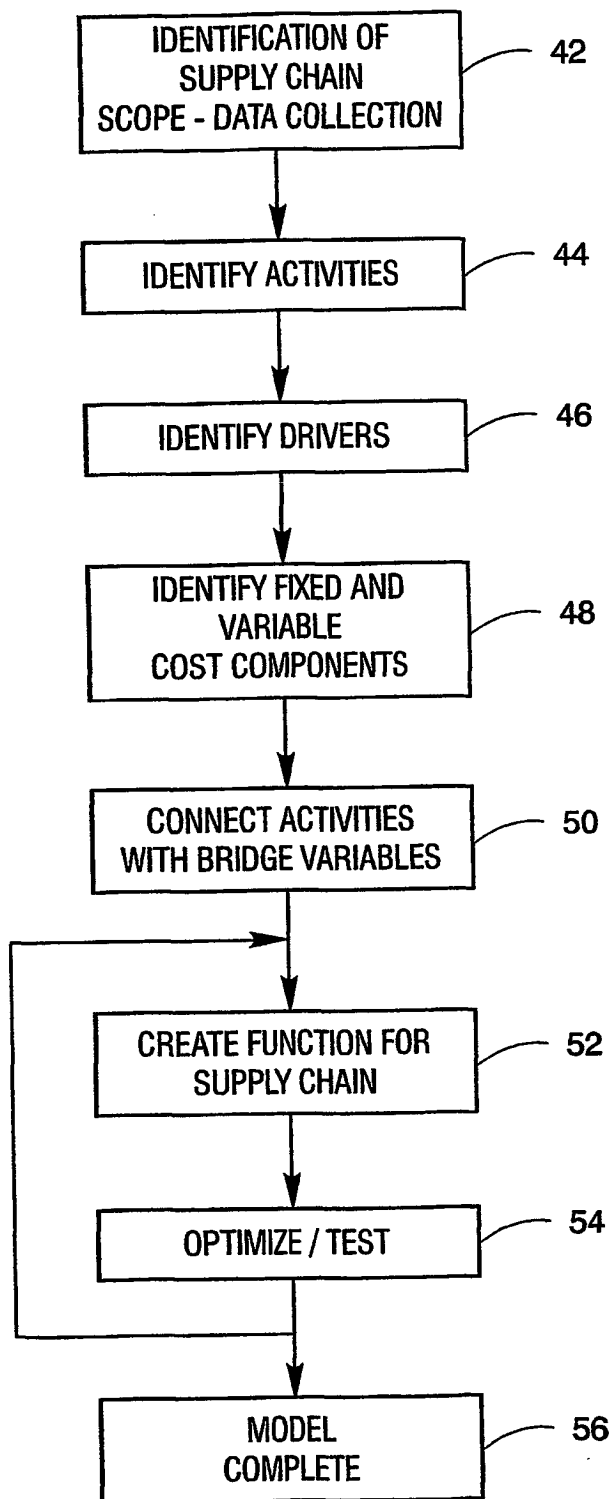 IDENTIFICATION OF
SUPPLY CHAIN
SCOPE - DATA COLLECTION
42
IDENTIFY ACTIVITIES
44
IDENTIFY DRIVERS
46
IDENTIFY FIXED AND
VARIABLE
COST COMPONENTS
48
CONNECT ACTIVITIES
WITH BRIDGE VARIABLES
50
CREATE FUNCTION FOR
SUPPLY CHAIN
52
OPTIMIZE / TEST
54
MODEL
COMPLETE
56